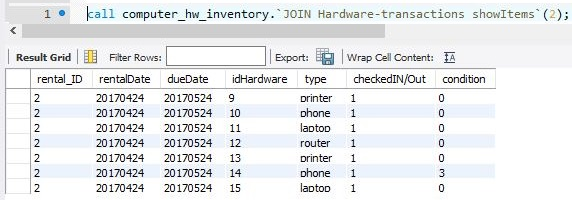 1 call computer_hw_inventory.`JOIN Hardware-transactions showItems`(2);
Result Grid Filter Rows: Export: Wrap Cell Content: IA
rental_ID rentalDate dueDate idHardware type checkedIN/Out condition
2 20170424 20170524 9 printer 1 0
2 20170424 20170524 10 phone 1 0
2 20170424 20170524 11 laptop 1 0
2 20170424 20170524 12 router 1 0
2 20170424 20170524 13 printer 1 0
2 20170424 20170524 14 phone 1 3
2 20170424 20170524 15 laptop 1 0